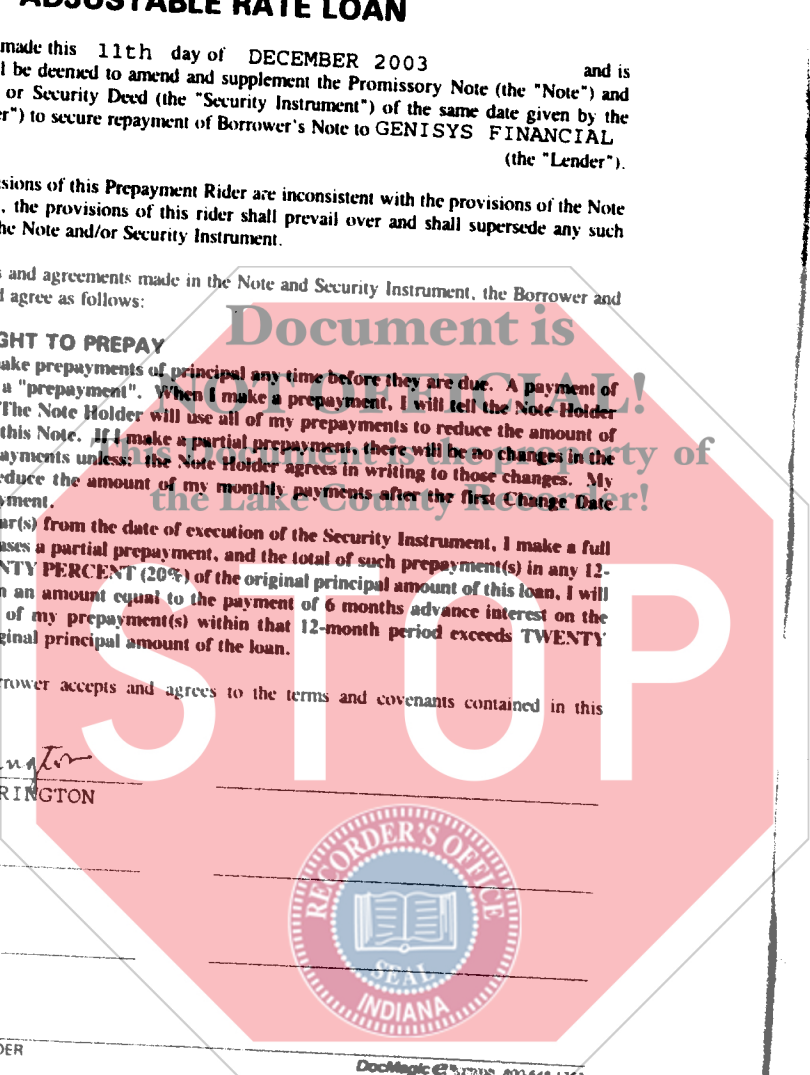 ADJUSTABLE RATE LOAN
made this 11th day of DECEMBER 2003 and is
l be deemed to amend and supplement the Promissory Note (the "Note") and
or Security Deed (the "Security Instrument") of the same date given by the
er") to secure repayment of Borrower's Note to GENISYS FINANCIAL
(the "Lender").
sions of this Prepayment Rider are inconsistent with the provisions of the Note
, the provisions of this rider shall prevail over and shall supersede any such
he Note and/or Security Instrument.
s and agreements made in the Note and Security Instrument, the Borrower and
d agree as follows:
Document is
GHT TO PREPAY
ake prepayments of principal any time before they are due. A payment of
a "prepayment". When I make a prepayment, I will tell the Note Holder
NOT OFFICIAL!
The Note Holder will use all of my prepayments to reduce the amount of
this Note. If I make a partial prepayment, there will be no changes in the
This Document is the property of
ayments unless: the Note Holder agrees in writing to those changes. My
educe the amount of my monthly payments after the first Change Date
the Lake County Recorder!
yment.
ar(s) from the date of execution of the Security Instrument, I make a full
ases a partial prepayment, and the total of such prepayment(s) in any 12-
NTY PERCENT (20%) of the original principal amount of this loan, I will
n an amount equal to the payment of 6 months advance interest on the
of my prepayment(s) within that 12-month period exceeds TWENTY
ginal principal amount of the loan.
STOP
rrower accepts and agrees to the terms and covenants contained in this
RINGTON
RECORDER'S OFFICE
SEAL
INDIANA
DER
DocMagic